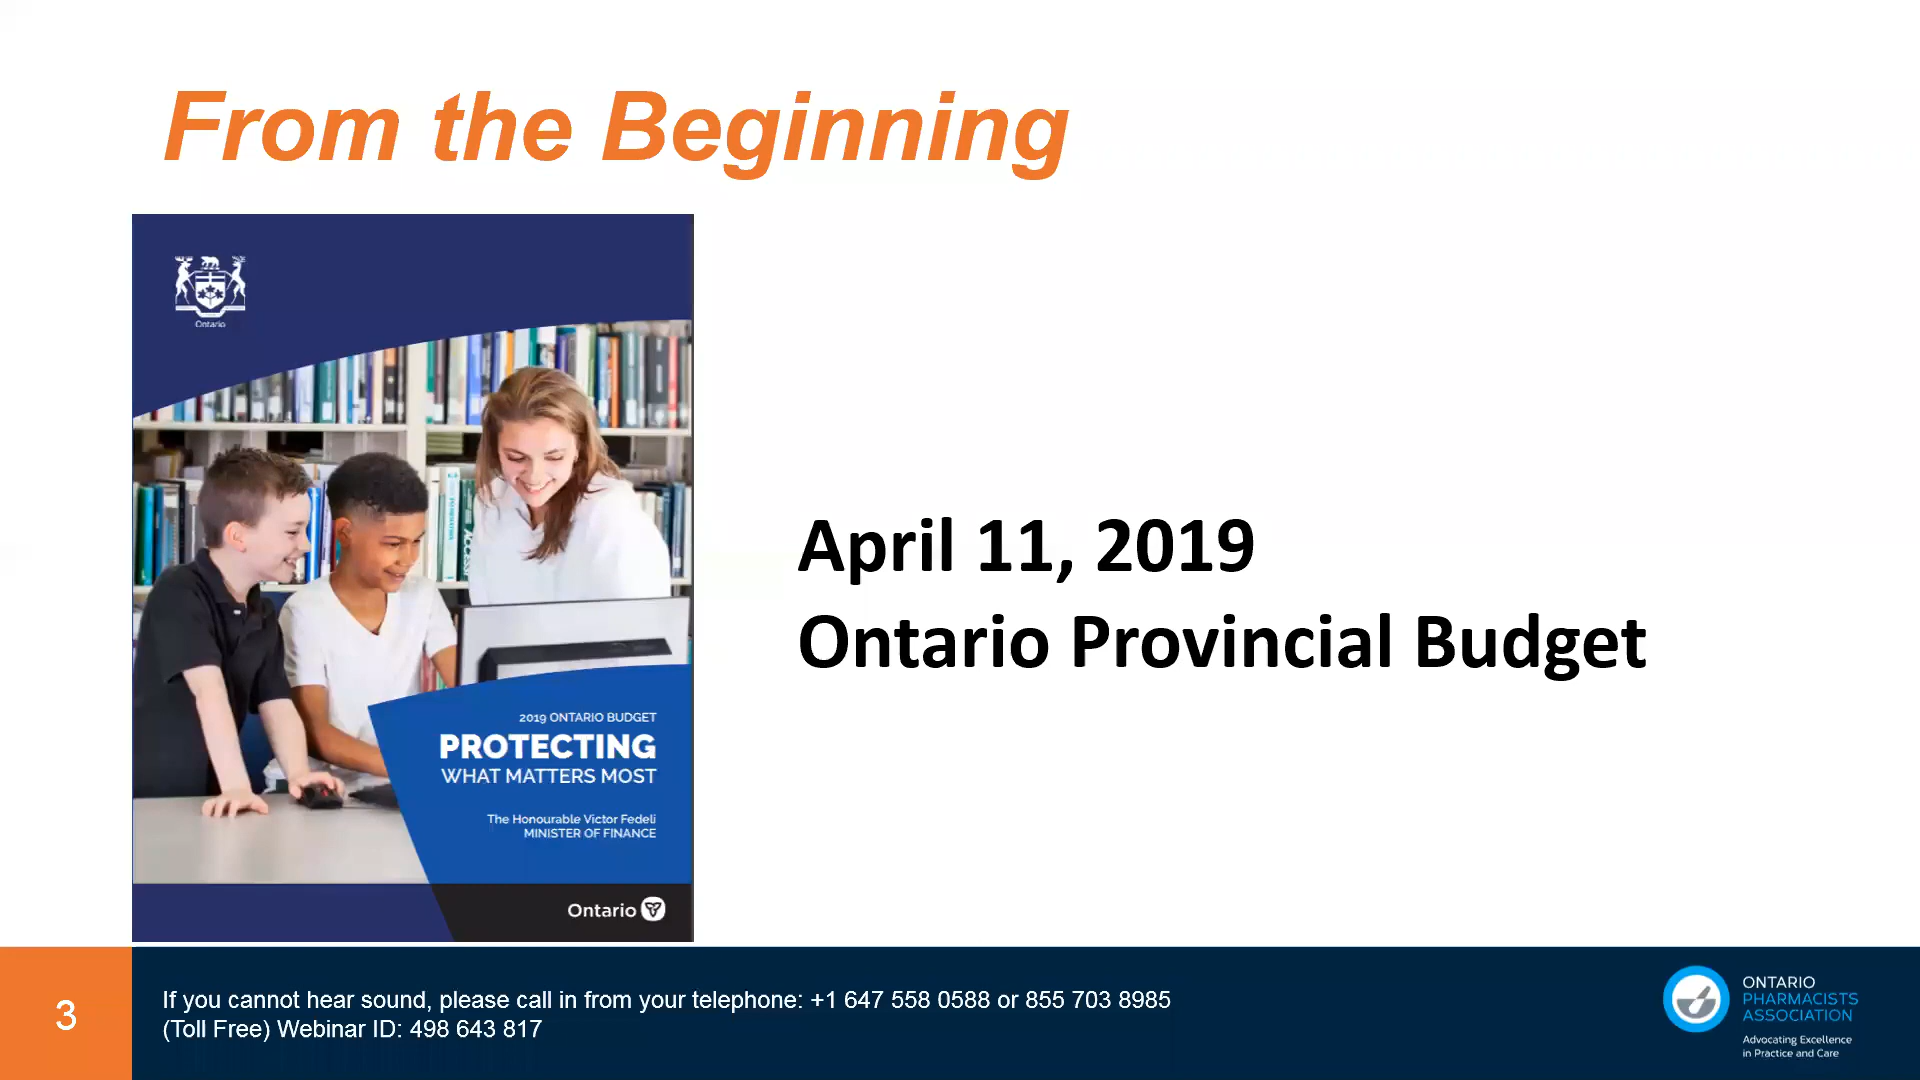 From the Beginning
Ontario
2019 ONTARIO BUDGET
PROTECTING
WHAT MATTERS MOST
The Honourable Victor Fedeli
MINISTER OF FINANCE
Ontario
April 11, 2019
Ontario Provincial Budget
3
If you cannot hear sound, please call in from your telephone: +1 647 558 0588 or 855 703 8985
(Toll Free) Webinar ID: 498 643 817
ONTARIO
PHARMACISTS
ASSOCIATION
Advocating Excellence
in Practice and Care